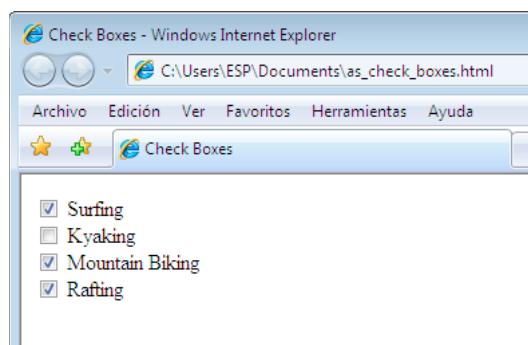 Check Boxes - Windows Internet Explorer
C:\Users\ESP\Documents\as_check_boxes.html
Archivo Edición Ver Favoritos Herramientas Ayuda
Check Boxes
Surfing
Kyaking
Mountain Biking
Rafting